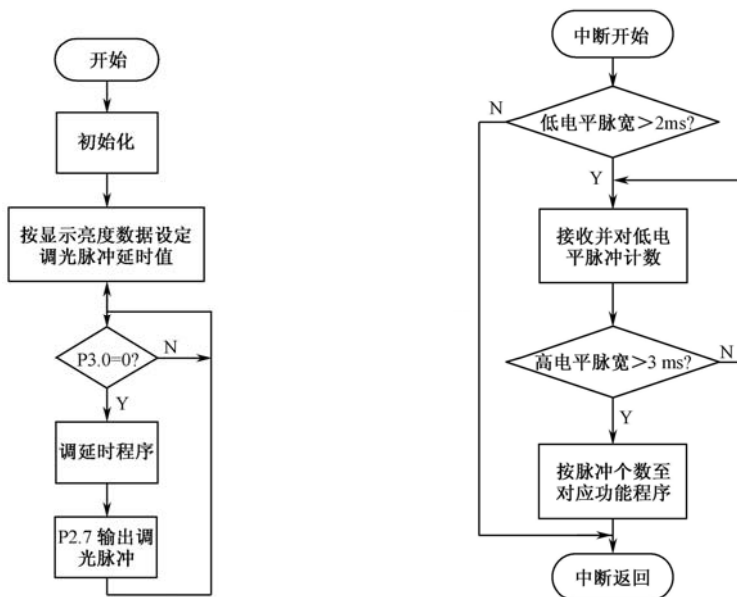 开始
初始化
按显示亮度数据设定
调光脉冲延时值
P3.0=0?
N
Y
调延时程序
P2.7 输出调
光脉冲
中断开始
N
低电平脉宽＞2ms?
Y
接收并对低电
平脉冲计数
高电平脉宽＞3 ms?
N
Y
按脉冲个数至
对应功能程序
中断返回